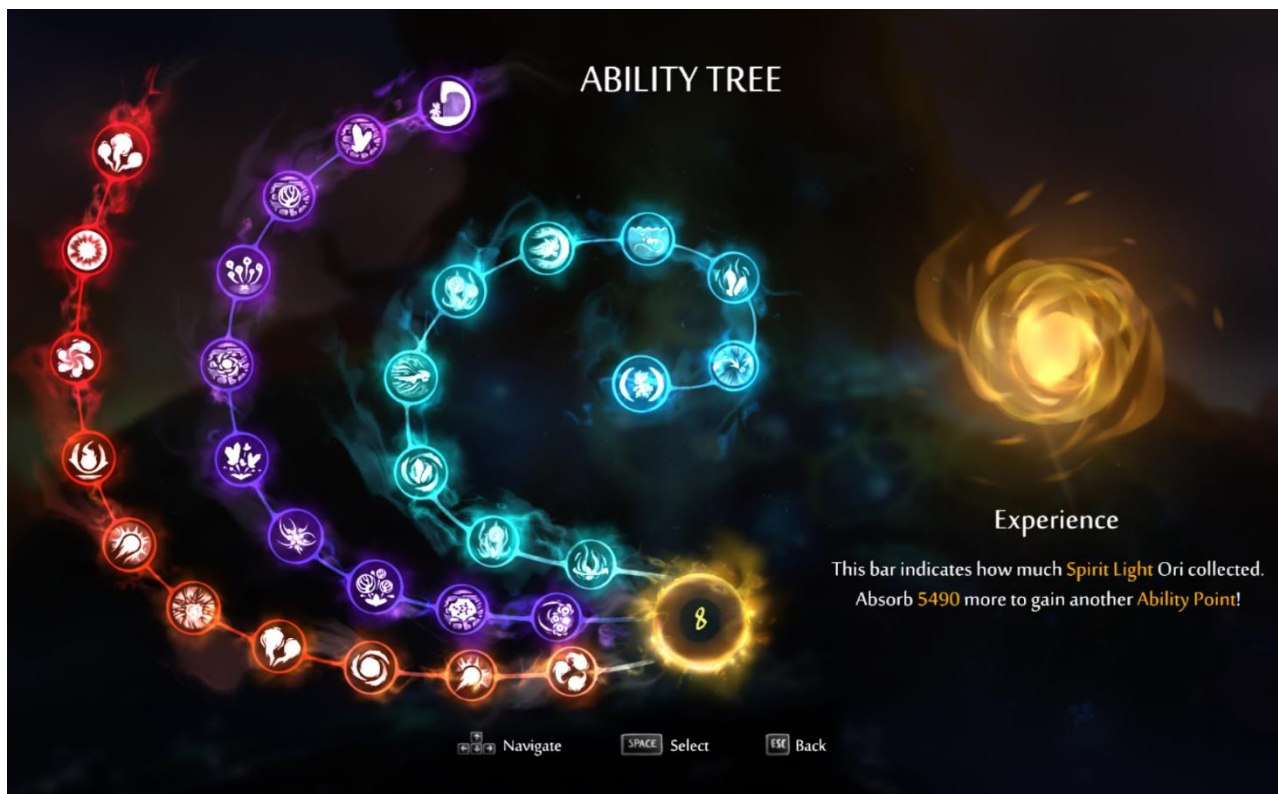 ABILITY TREE
8
Experience
This bar indicates how much Spirit Light Ori collected.
Absorb 5490 more to gain another Ability Point!
Navigate SPACE Select ESC Back